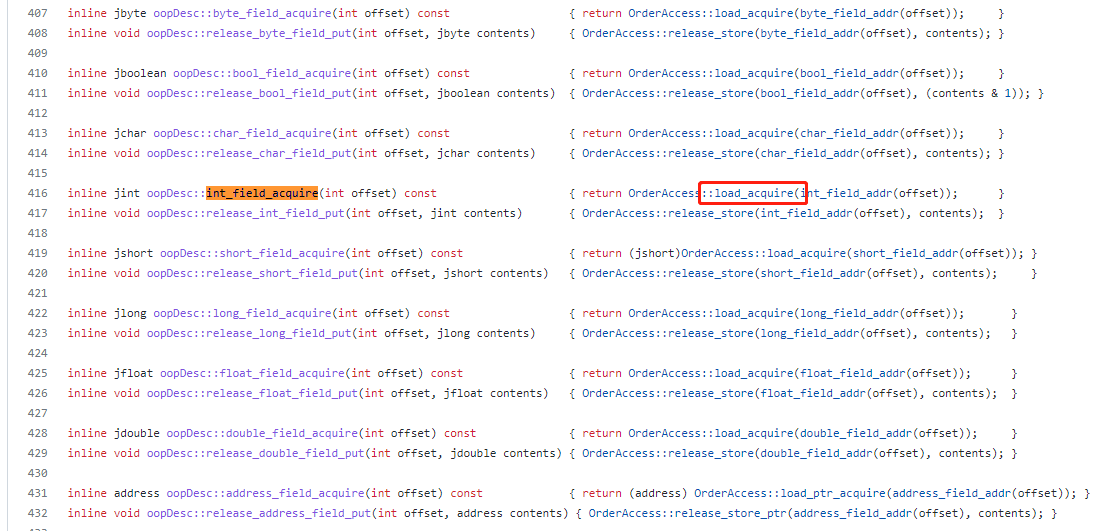 407 inline jbyte oopDesc::byte_field_acquire(int offset) const { return OrderAccess::load_acquire(byte_field_addr(offset)); }
408 inline void oopDesc::release_byte_field_put(int offset, jbyte contents) { OrderAccess::release_store(byte_field_addr(offset), contents); }
409
410 inline jboolean oopDesc::bool_field_acquire(int offset) const { return OrderAccess::load_acquire(bool_field_addr(offset)); }
411 inline void oopDesc::release_bool_field_put(int offset, jboolean contents) { OrderAccess::release_store(bool_field_addr(offset), (contents & 1)); }
412
413 inline jchar oopDesc::char_field_acquire(int offset) const { return OrderAccess::load_acquire(char_field_addr(offset)); }
414 inline void oopDesc::release_char_field_put(int offset, jchar contents) { OrderAccess::release_store(char_field_addr(offset), contents); }
415
416 inline jint oopDesc::int_field_acquire(int offset) const { return OrderAccess::load_acquire(int_field_addr(offset)); }
417 inline void oopDesc::release_int_field_put(int offset, jint contents) { OrderAccess::release_store(int_field_addr(offset), contents); }
418
419 inline jshort oopDesc::short_field_acquire(int offset) const { return (jshort)OrderAccess::load_acquire(short_field_addr(offset)); }
420 inline void oopDesc::release_short_field_put(int offset, jshort contents) { OrderAccess::release_store(short_field_addr(offset), contents); }
421
422 inline jlong oopDesc::long_field_acquire(int offset) const { return OrderAccess::load_acquire(long_field_addr(offset)); }
423 inline void oopDesc::release_long_field_put(int offset, jlong contents) { OrderAccess::release_store(long_field_addr(offset), contents); }
424
425 inline jfloat oopDesc::float_field_acquire(int offset) const { return OrderAccess::load_acquire(float_field_addr(offset)); }
426 inline void oopDesc::release_float_field_put(int offset, jfloat contents) { OrderAccess::release_store(float_field_addr(offset), contents); }
427
428 inline jdouble oopDesc::double_field_acquire(int offset) const { return OrderAccess::load_acquire(double_field_addr(offset)); }
429 inline void oopDesc::release_double_field_put(int offset, jdouble contents) { OrderAccess::release_store(double_field_addr(offset), contents); }
430
431 inline address oopDesc::address_field_acquire(int offset) const { return (address) OrderAccess::load_ptr_acquire(address_field_addr(offset)); }
432 inline void oopDesc::release_address_field_put(int offset, address contents) { OrderAccess::release_store_ptr(address_field_addr(offset), contents); }